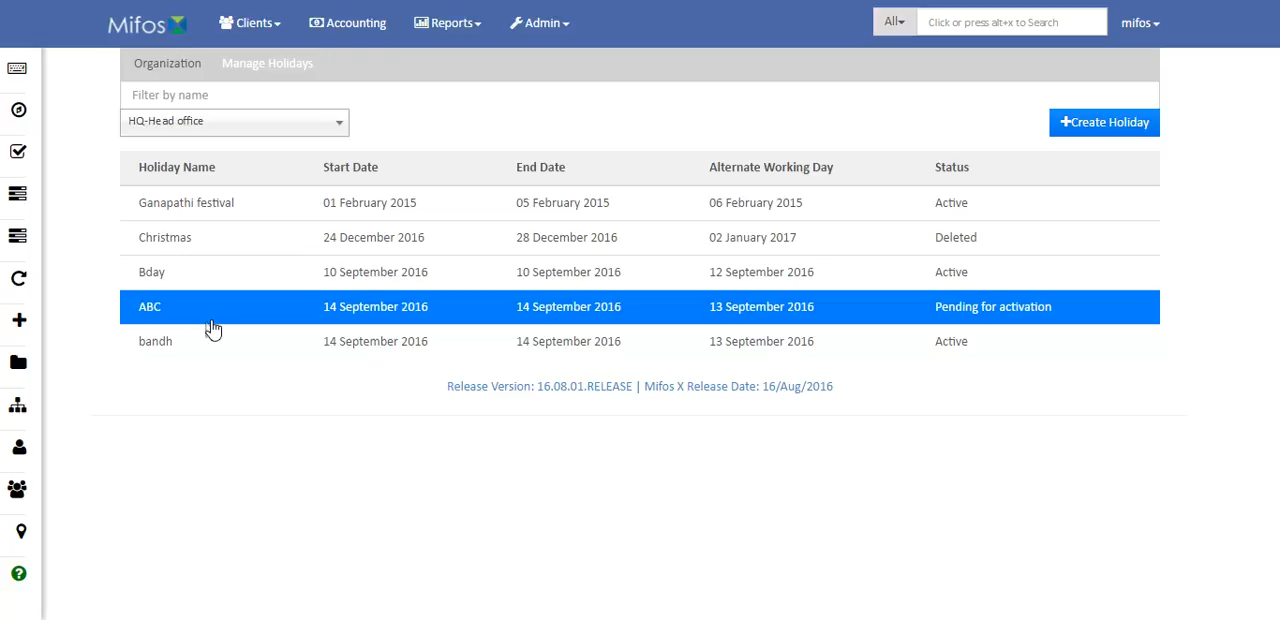 Mifos Clients Accounting Reports Admin All Click or press alt+x to Search mifos
Organization Manage Holidays
Filter by name
HQ-Head office +Create Holiday
Holiday Name Start Date End Date Alternate Working Day Status
Ganapathi festival 01 February 2015 05 February 2015 06 February 2015 Active
Christmas 24 December 2016 28 December 2016 02 January 2017 Deleted
Bday 10 September 2016 10 September 2016 12 September 2016 Active
ABC 14 September 2016 14 September 2016 13 September 2016 Pending for activation
bandh 14 September 2016 14 September 2016 13 September 2016 Active
Release Version: 16.08.01.RELEASE | Mifos X Release Date: 16/Aug/2016